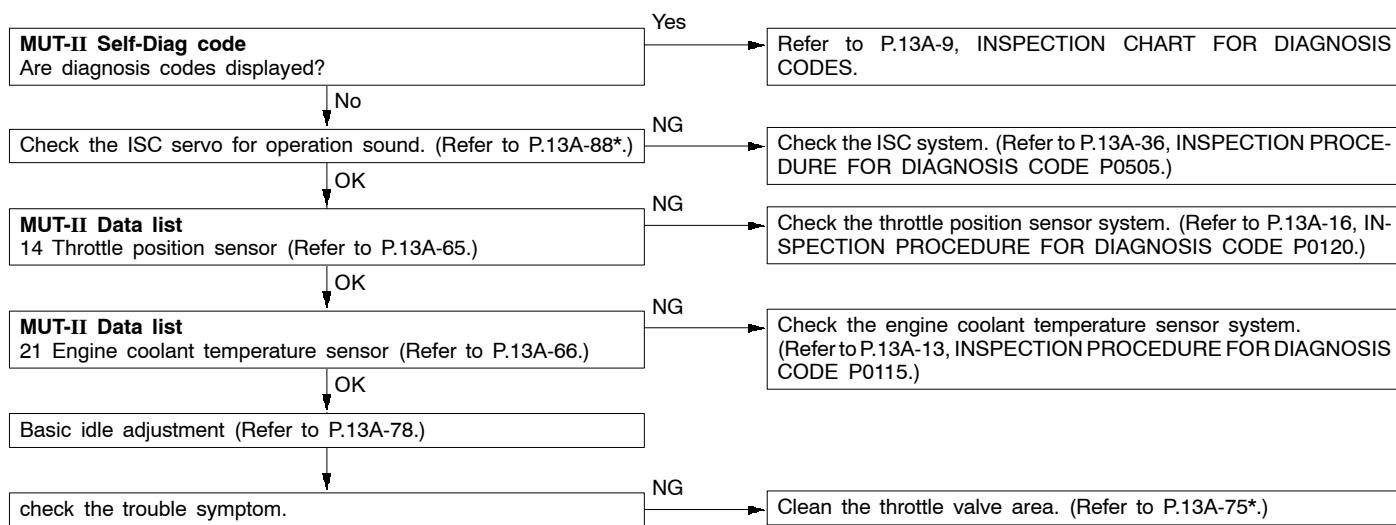 Yes
MUT-II Self-Diag code
Are diagnosis codes displayed?
Refer to P.13A-9, INSPECTION CHART FOR DIAGNOSIS
CODES.
No
Check the ISC servo for operation sound. (Refer to P.13A-88*.)
NG
Check the ISC system. (Refer to P.13A-36, INSPECTION PROCE-
DURE FOR DIAGNOSIS CODE P0505.)
OK
NG
MUT-II Data list
14 Throttle position sensor (Refer to P.13A-65.)
Check the throttle position sensor system. (Refer to P.13A-16, IN-
SPECTION PROCEDURE FOR DIAGNOSIS CODE P0120.)
OK
NG
MUT-II Data list
21 Engine coolant temperature sensor (Refer to P.13A-66.)
Check the engine coolant temperature sensor system.
(Refer to P.13A-13, INSPECTION PROCEDURE FOR DIAGNOSIS
CODE P0115.)
OK
Basic idle adjustment (Refer to P.13A-78.)
NG
check the trouble symptom.
Clean the throttle valve area. (Refer to P.13A-75*.)